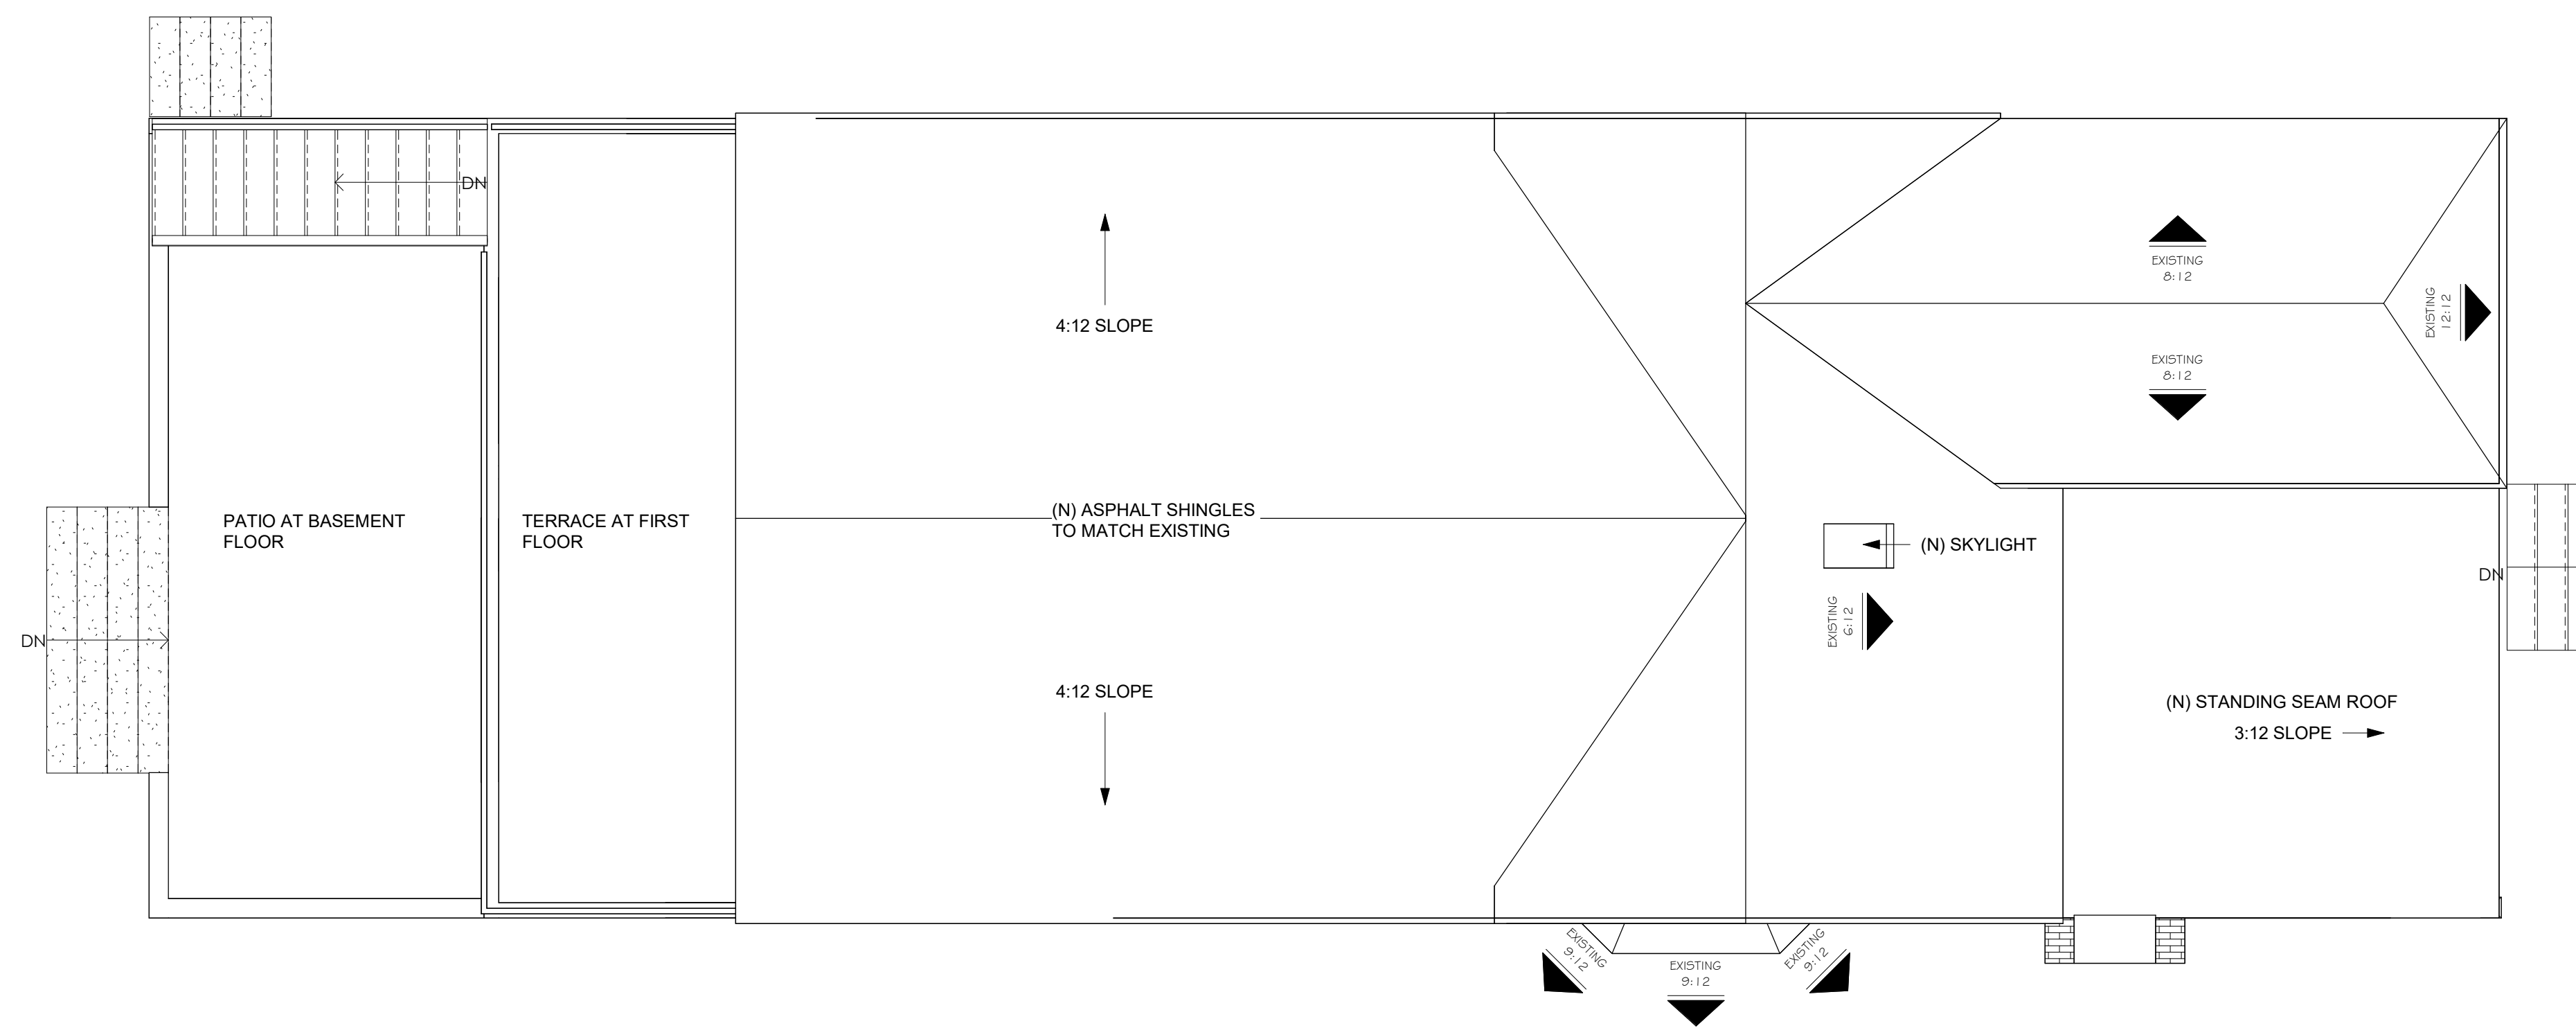 DN
EXISTING
8:12
EXISTING
12:12
4:12 SLOPE
EXISTING
8:12
PATIO AT BASEMENT
FLOOR
TERRACE AT FIRST
FLOOR
(N) ASPHALT SHINGLES
TO MATCH EXISTING
(N) SKYLIGHT
DN
EXISTING
6:12
DN
4:12 SLOPE
(N) STANDING SEAM ROOF
3:12 SLOPE
EXISTING
9:12
EXISTING
9:12
EXISTING
9:12